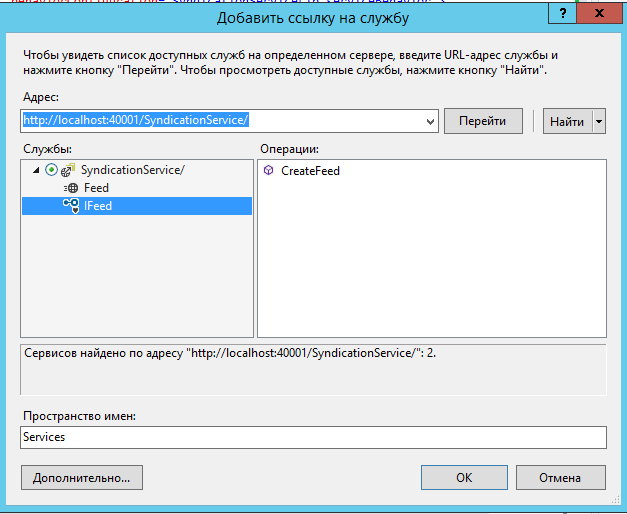 Добавить ссылку на службу
?
x
Чтобы увидеть список доступных служб на определенном сервере, введите URL-адрес службы и
нажмите кнопку "Перейти". Чтобы просмотреть доступные службы, нажмите кнопку "Найти".
Адрес:
http://localhost:40001/SyndicationService/
Перейти
Найти
Службы:
Операции:
SyndicationService/
CreateFeed
Feed
IFeed
Сервисов найдено по адресу "http://localhost:40001/SyndicationService/": 2.
Пространство имен:
Services
Дополнительно...
OK
Отмена